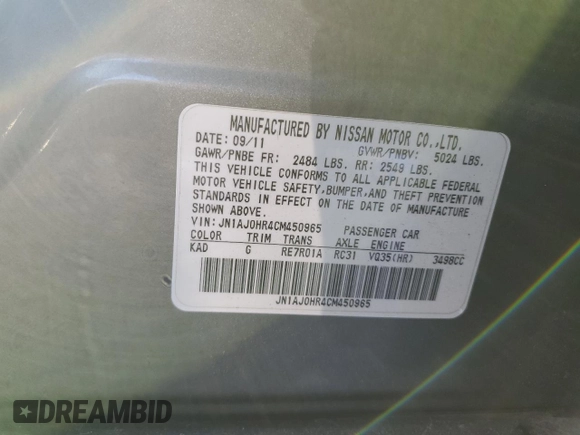 MANUFACTURED BY NISSAN MOTOR CO.,LTD.
DATE: 09/11 GVWR/PNBV: 5024 LBS.
GAWR/PNBE FR: 2484 LBS. RR: 2549 LBS.
THIS VEHICLE CONFORMS TO ALL APPLICABLE FEDERAL
MOTOR VEHICLE SAFETY,BUMPER,AND THEFT PREVENTION
STANDARDS IN EFFECT ON THE DATE OF MANUFACTURE
SHOWN ABOVE.
VIN: JN1AJ0HR4CM450965 PASSENGER CAR
COLOR TRIM TRANS AXLE ENGINE
KAD G RE7R01A RC31 VQ35(HR) 3498CC
JN1AJ0HR4CM450965
DREAMBID